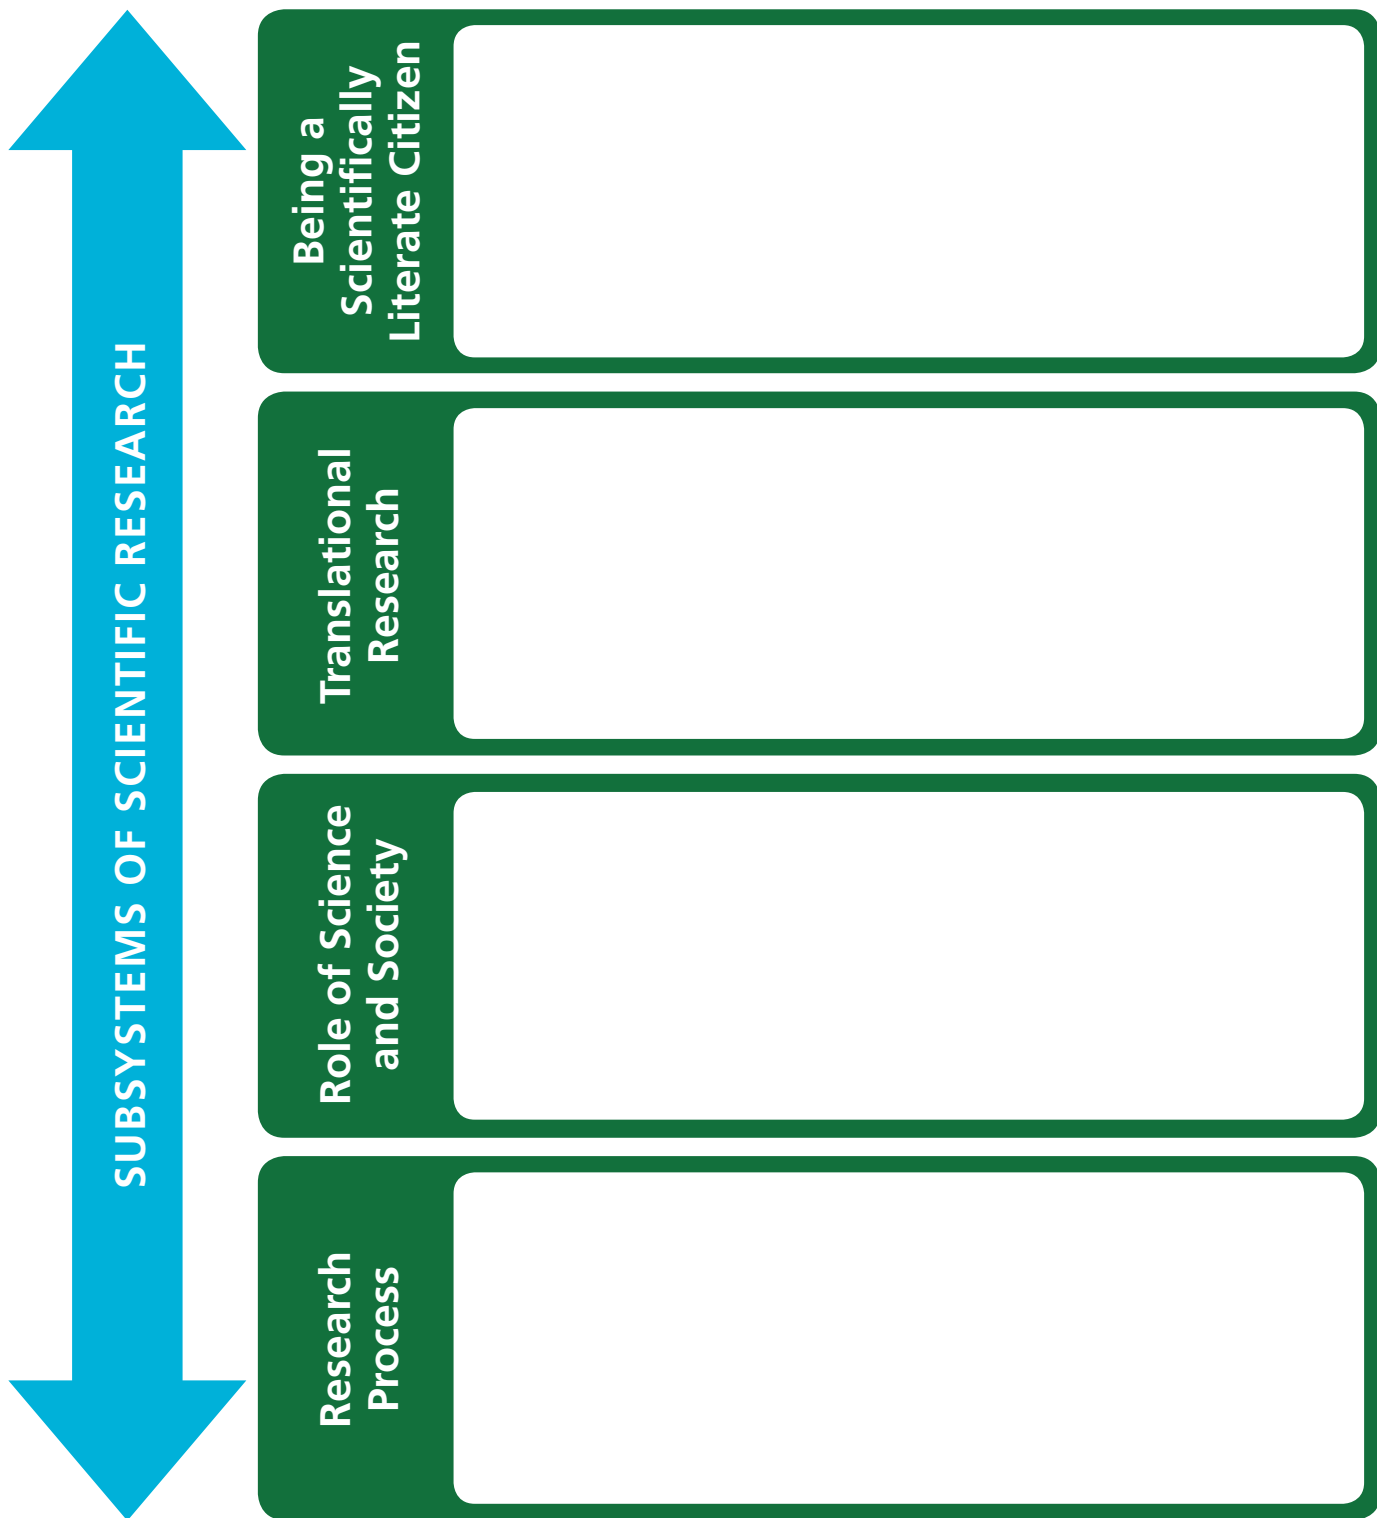 SUBSYSTEMS OF SCIENTIFIC RESEARCH
Being a
Scientifically
Literate Citizen
Translational
Research
Role of Science
and Society
Research
Process